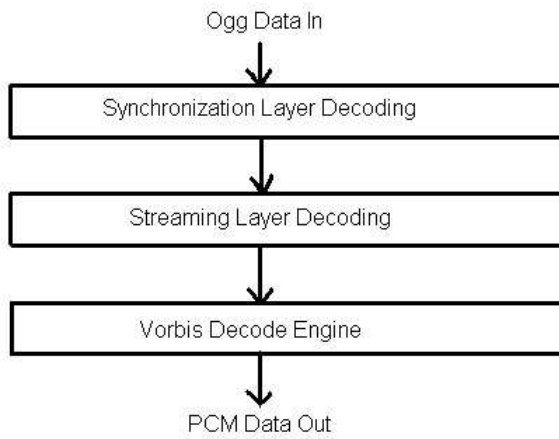 Ogg Data In
Synchronization Layer Decoding
Streaming Layer Decoding
Vorbis Decode Engine
PCM Data Out